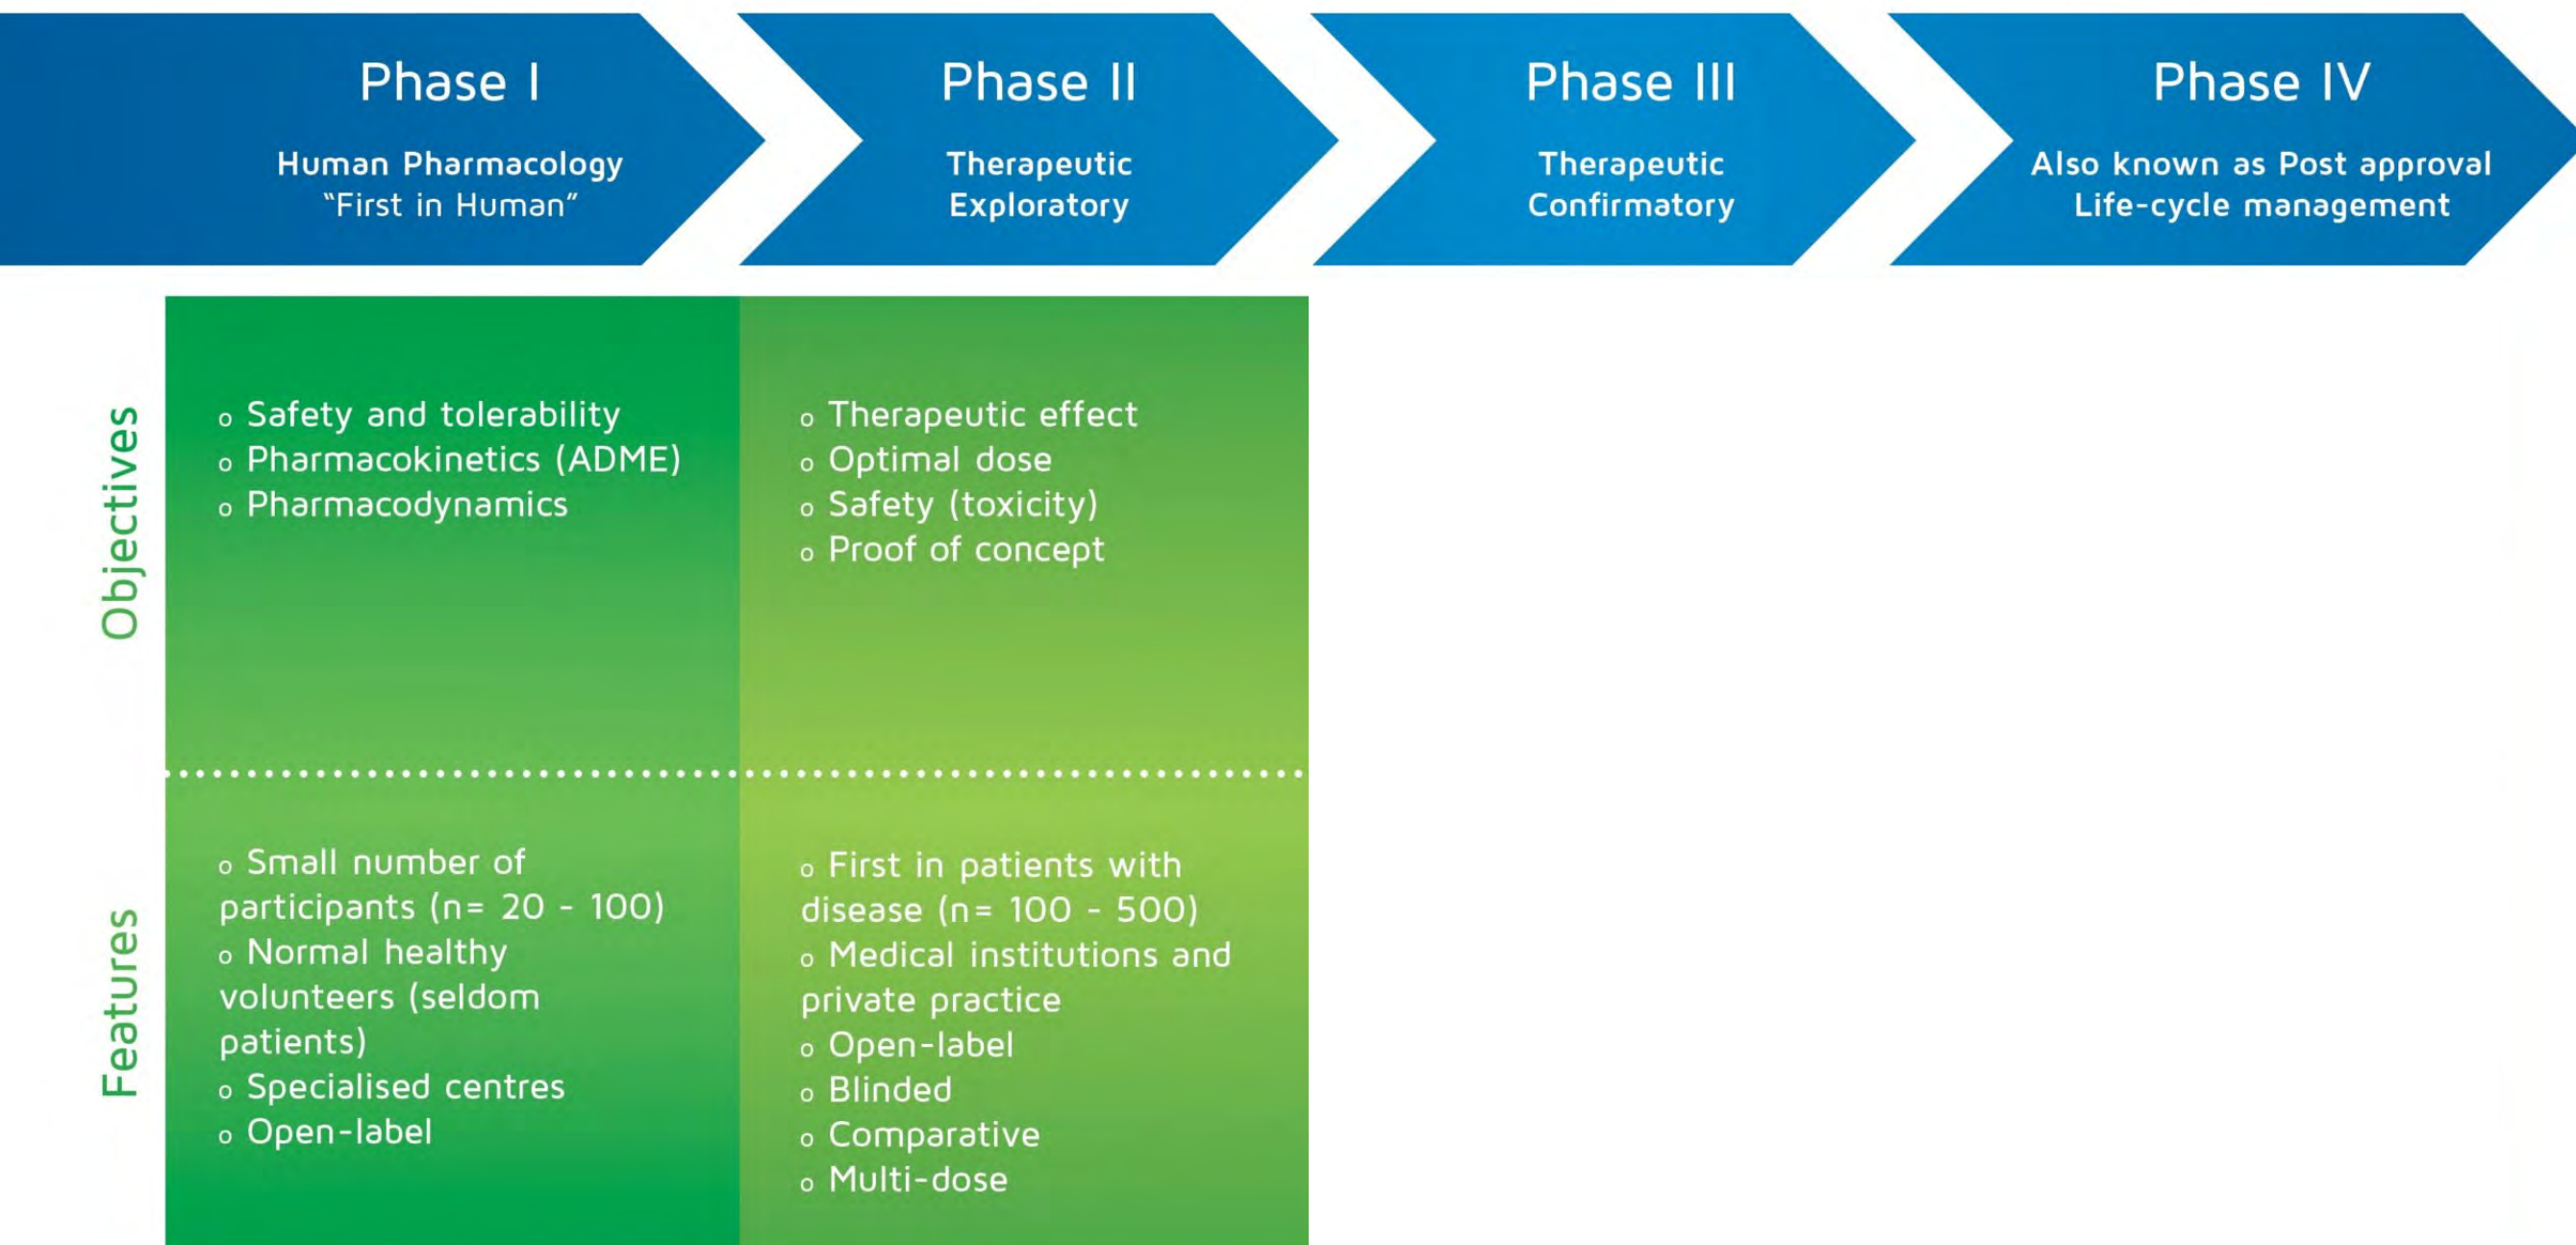 Phase I
Human Pharmacology
“First in Human”
Phase II
Therapeutic
Exploratory
Phase III
Therapeutic
Confirmatory
Phase IV
Also known as Post approval
Life-cycle management
Objectives
o Safety and tolerability
o Pharmacokinetics (ADME)
o Pharmacodynamics
o Therapeutic effect
o Optimal dose
o Safety (toxicity)
o Proof of concept
Features
o Small number of
participants (n= 20 - 100)
o Normal healthy
volunteers (seldom
patients)
o Specialised centres
o Open-label
o First in patients with
disease (n= 100 - 500)
o Medical institutions and
private practice
o Open-label
o Blinded
o Comparative
o Multi-dose